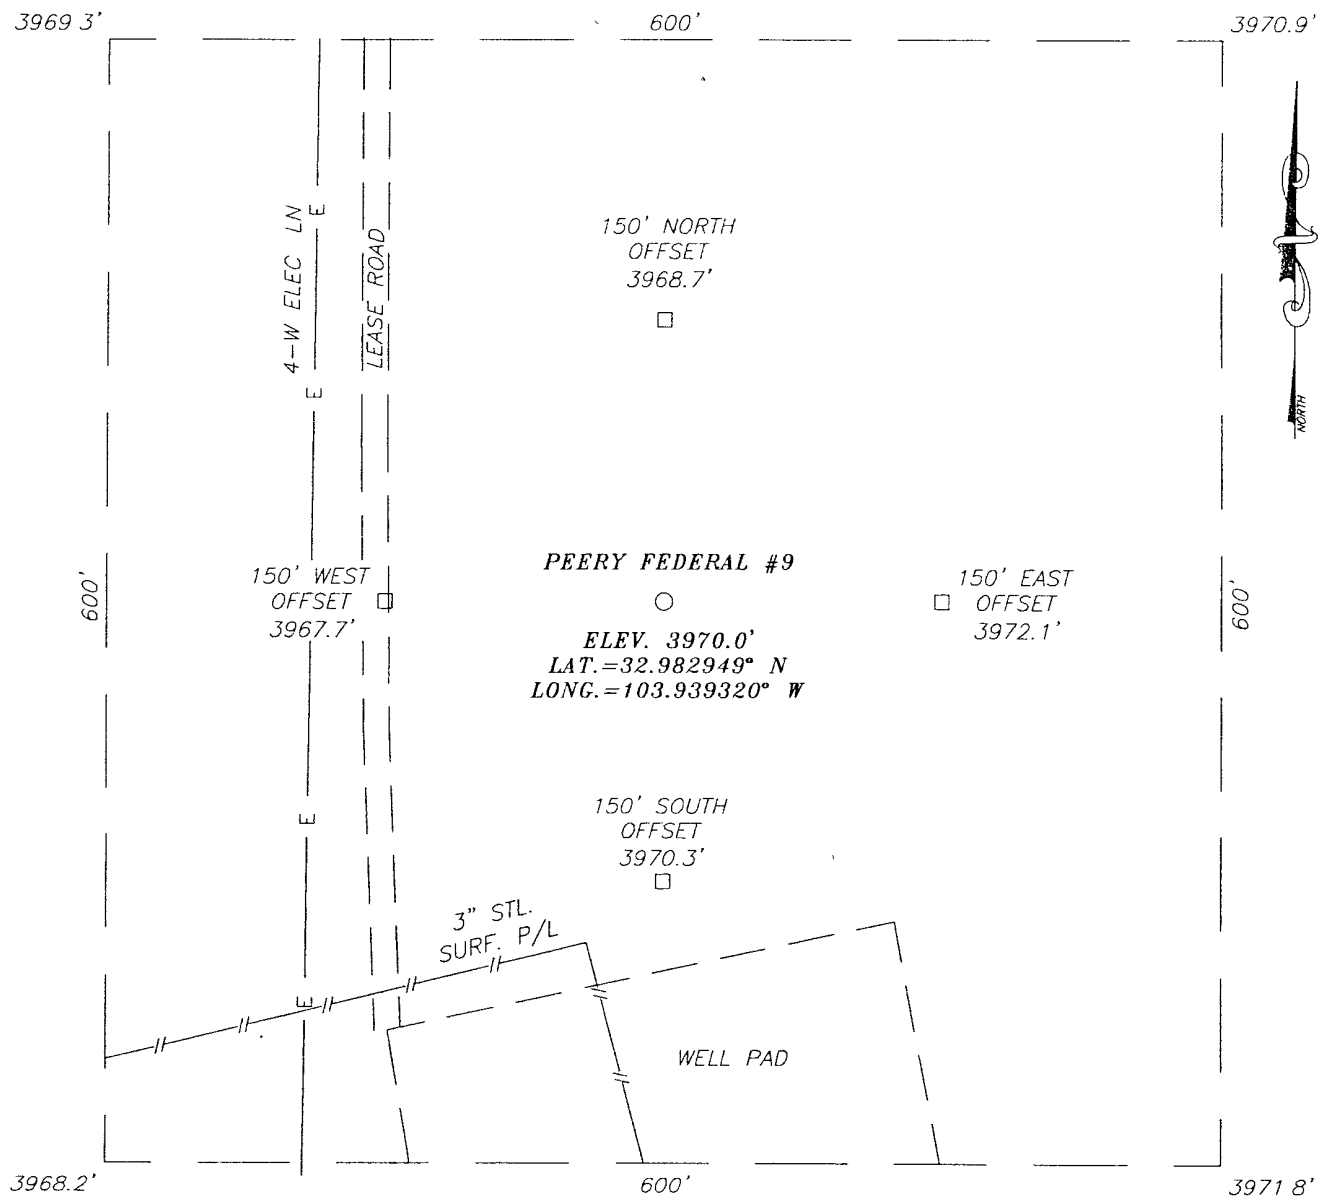 3969 3' 600' 3970.9'
4-W ELEC LN
E
E
LEASE ROAD
150' NORTH
OFFSET
3968.7'
NORTH
600'
150' WEST
OFFSET
3967.7'
PEERY FEDERAL #9
ELEV. 3970.0'
LAT.=32.982949° N
LONG.=103.939320° W
150' EAST
OFFSET
3972.1'
600'
E
150' SOUTH
OFFSET
3970.3'
3" STL.
SURF. P/L
E
WELL PAD
3968.2' 600' 3971 8'